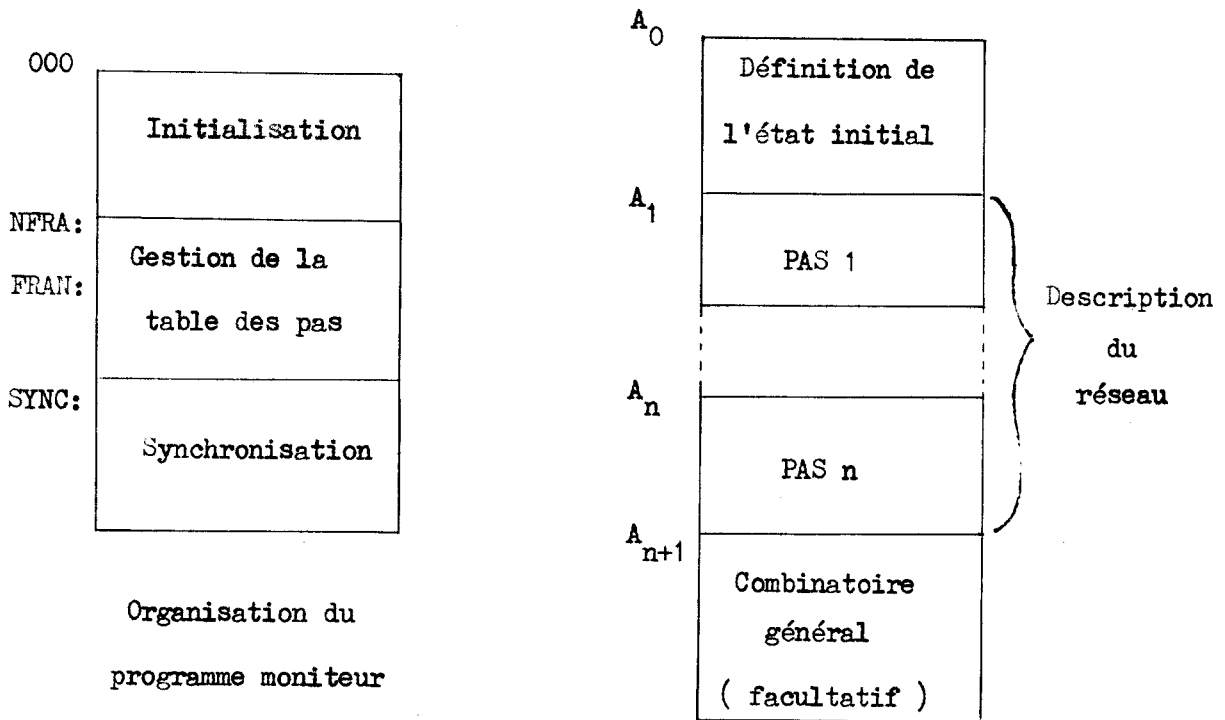 000
Initialisation
NFRA:
Gestion de la
FRAN:
table des pas
SYNC:
Synchronisation
Organisation du
programme moniteur
A0
Définition de
l'état initial
A1
PAS 1
Description
du
réseau
An
PAS n
An+1
Combinatoire
général
( facultatif )